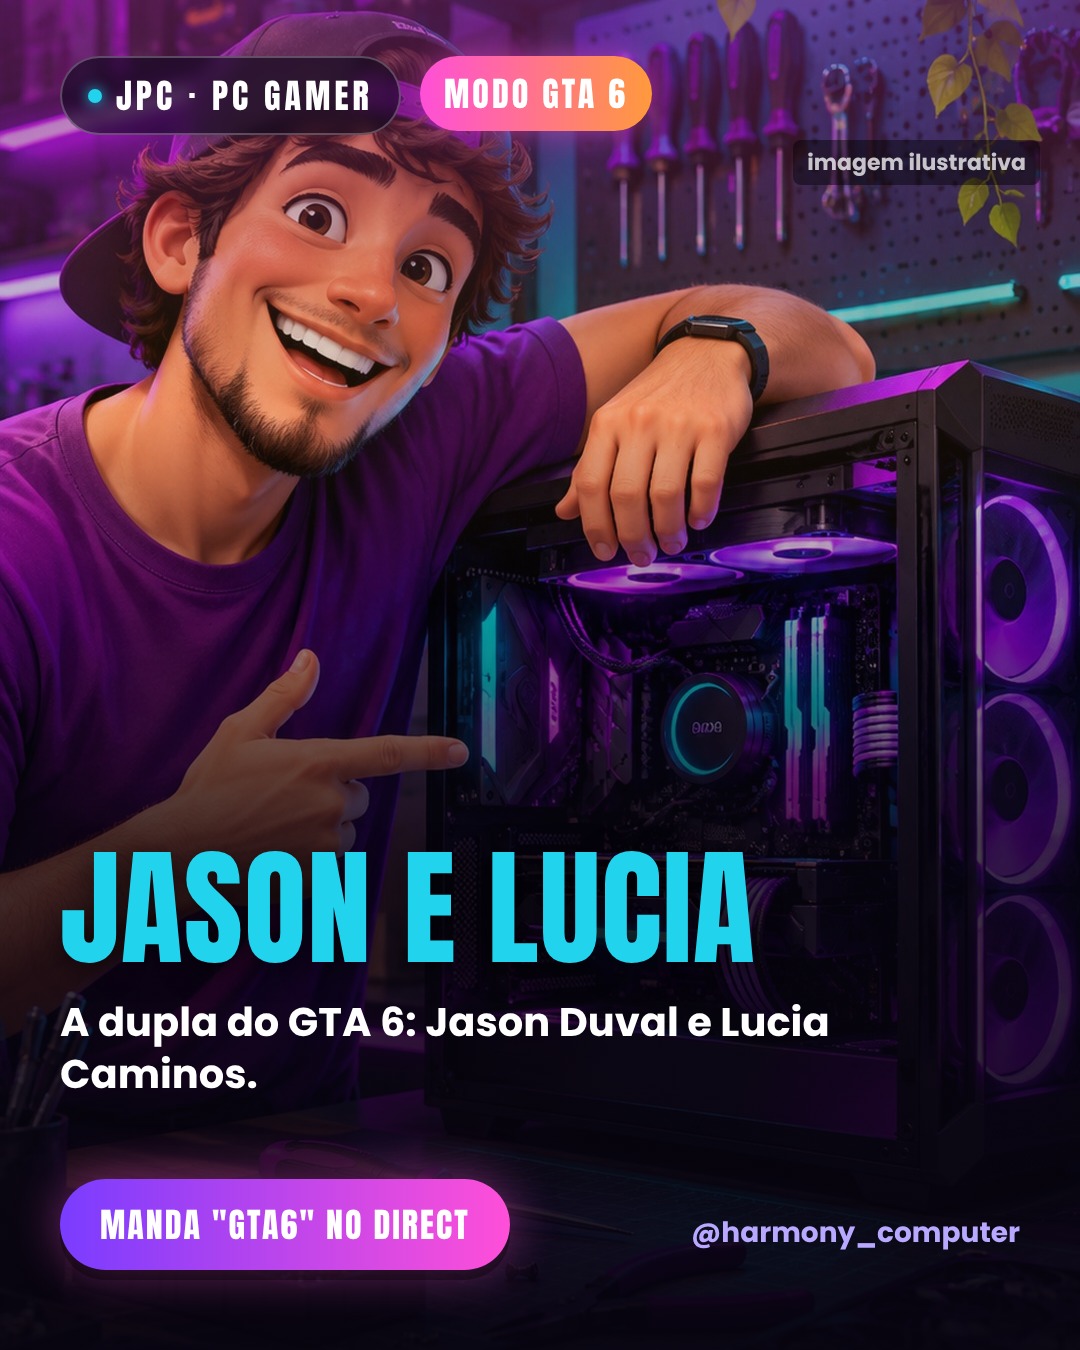 JPC · PC GAMER
MODO GTA 6
imagem ilustrativa
JASON E LUCIA
A dupla do GTA 6: Jason Duval e Lucia
Caminos.
MANDA "GTA6" NO DIRECT
@harmony_computer